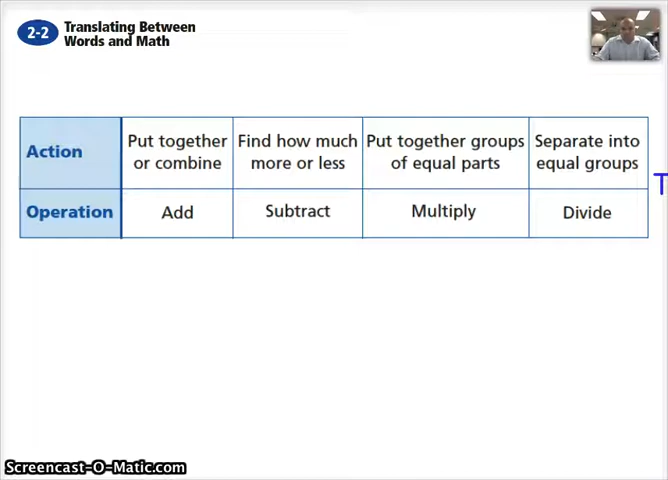 2-2
Translating Between
Words and Math
Action
Put together
or combine
Find how much
more or less
Put together groups
of equal parts
Separate into
equal groups
Operation
Add
Subtract
Multiply
Divide
T
Screencast-O-Matic.com